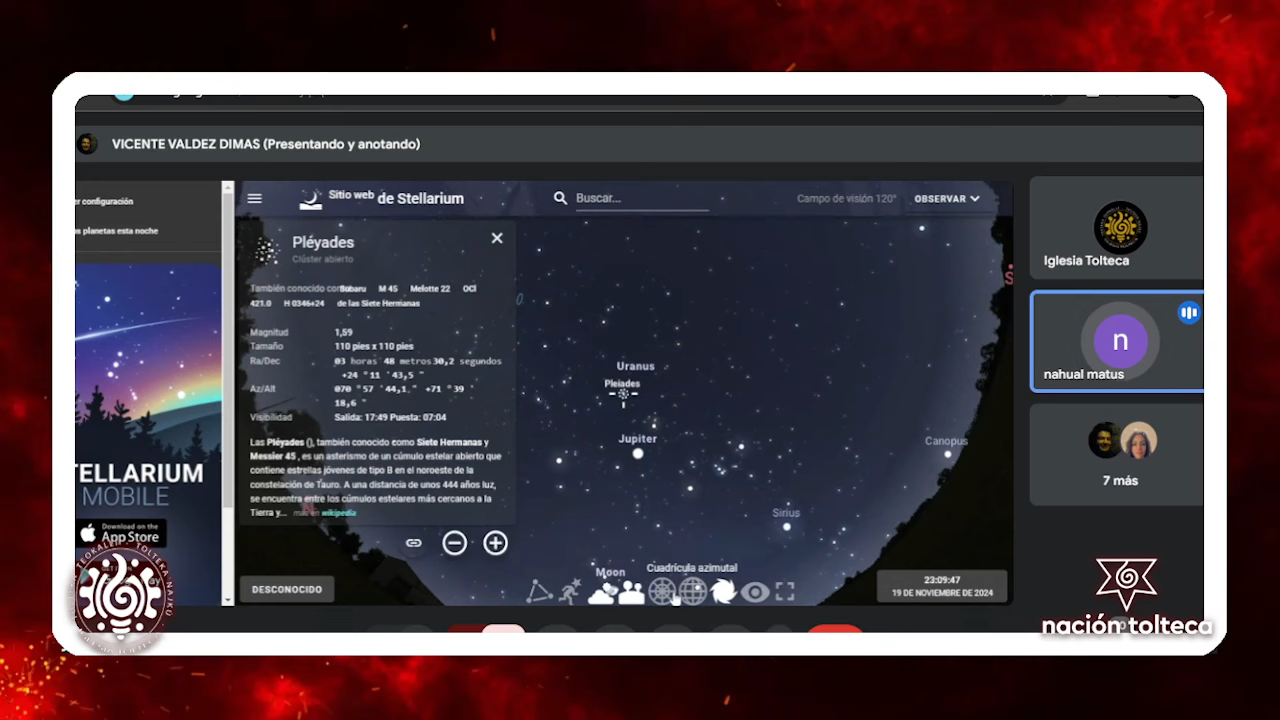 VICENTE VALDEZ DIMAS (Presentando y anotando)
er configuración
s planetas esta noche
TELLARIUM
MOBILE
Download on the
App Store
Sitio web de Stellarium
Buscar...
Campo de visión 120°
OBSERVAR
Pléyades
Clúster abierto
También conocido como Subaru M 45 Melotte 22 OCl
421.0 H 0346+24 de las Siete Hermanas
Magnitud 1,59
Tamaño 110 pies x 110 pies
Ra/Dec 03 horas 48 metros 30,2 segundos
+24 °11 '43,5 "
Az/Alt 070 °57 '44,1." +71 °39 '
18,6 "
Visibilidad Salida: 17:49 Puesta: 07:04
Las Pléyades (), también conocido como Siete Hermanas y
Messier 45 , es un asterismo de un cúmulo estelar abierto que
contiene estrellas jóvenes de tipo B en el noroeste de la
constelación de Tauro. A una distancia de unos 444 años luz,
se encuentra entre los cúmulos estelares más cercanos a la
Tierra y... más en wikipedia
DESCONOCIDO
Uranus
Pleiades
Jupiter
Canopus
Sirius
Moon
Cuadrícula azimutal
23:09:47
19 DE NOVIEMBRE DE 2024
Iglesia Tolteca
n
nahual matus
7 más
nación tolteca